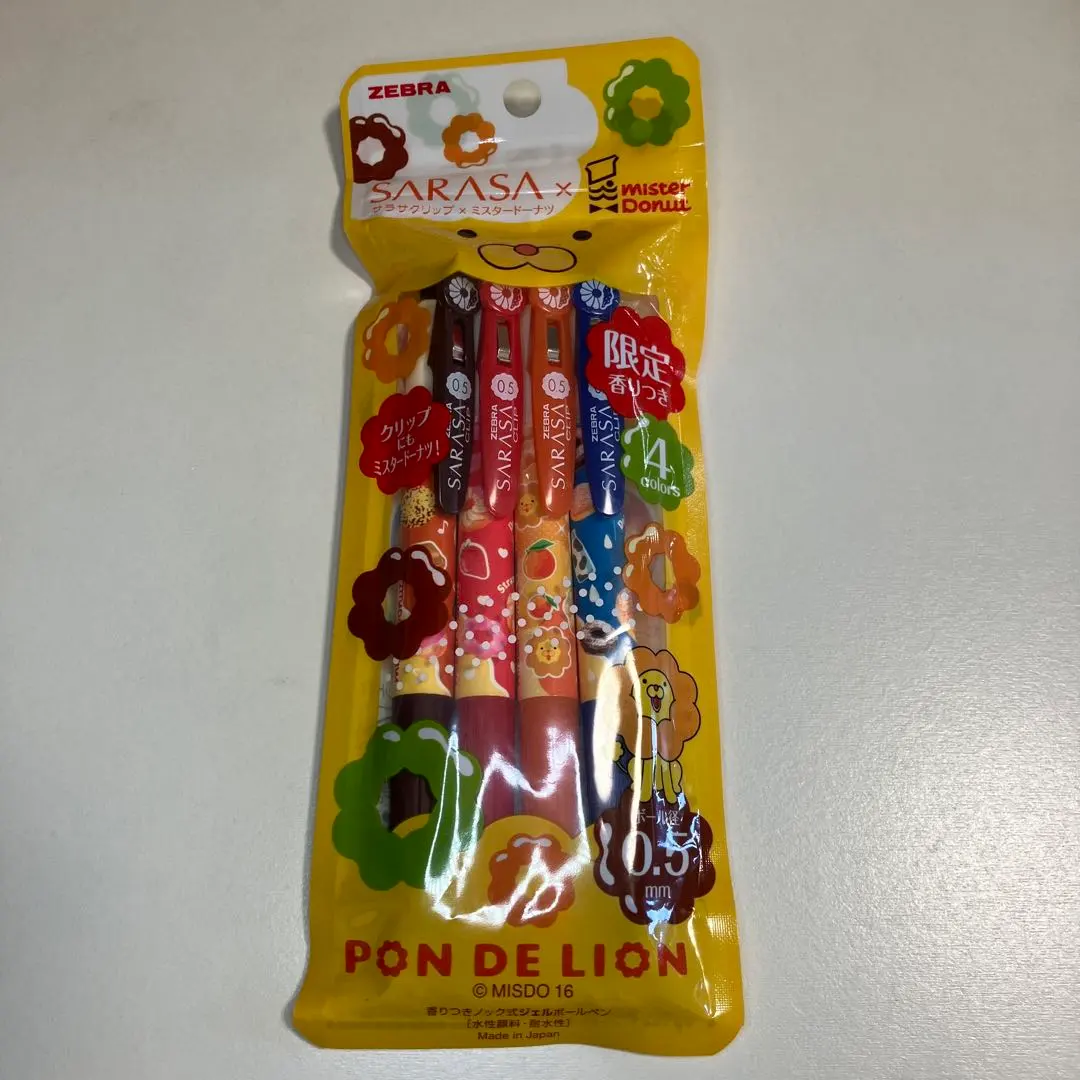 ZEBRA
SARASA ×
mister
Donut
サラサクリップ×ミスタードーナツ
限定
香りつき
クリップ
にも
ミスタードーナツ!
4
colors
0.5
0.5
0.5
SARASA
ZEBRA
SARASA
CLIP
ZEBRA
SARASA
CLIP
ZEBRA
SARASA
CLIP
ボール径
0.5
mm
PON DE LION
© MISDO 16
香りつきノック式ジェルボールペン
[水性顔料・耐水性]
Made in Japan